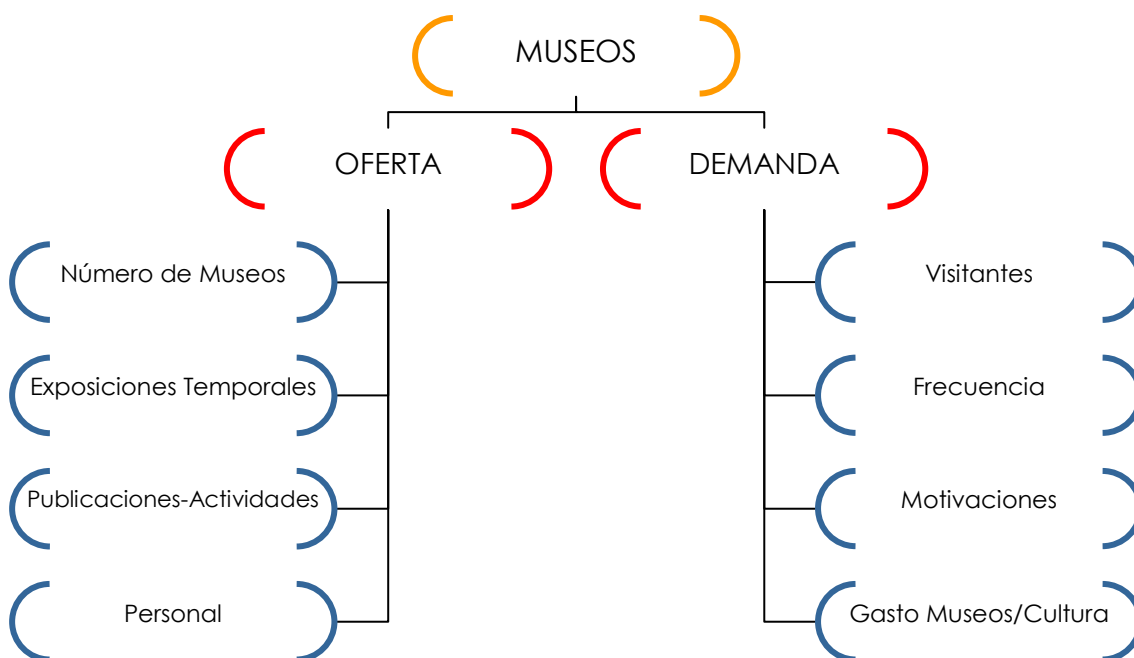 MUSEOS
OFERTA
DEMANDA
Número de Museos
Exposiciones Temporales
Publicaciones-Actividades
Personal
Visitantes
Frecuencia
Motivaciones
Gasto Museos/Cultura